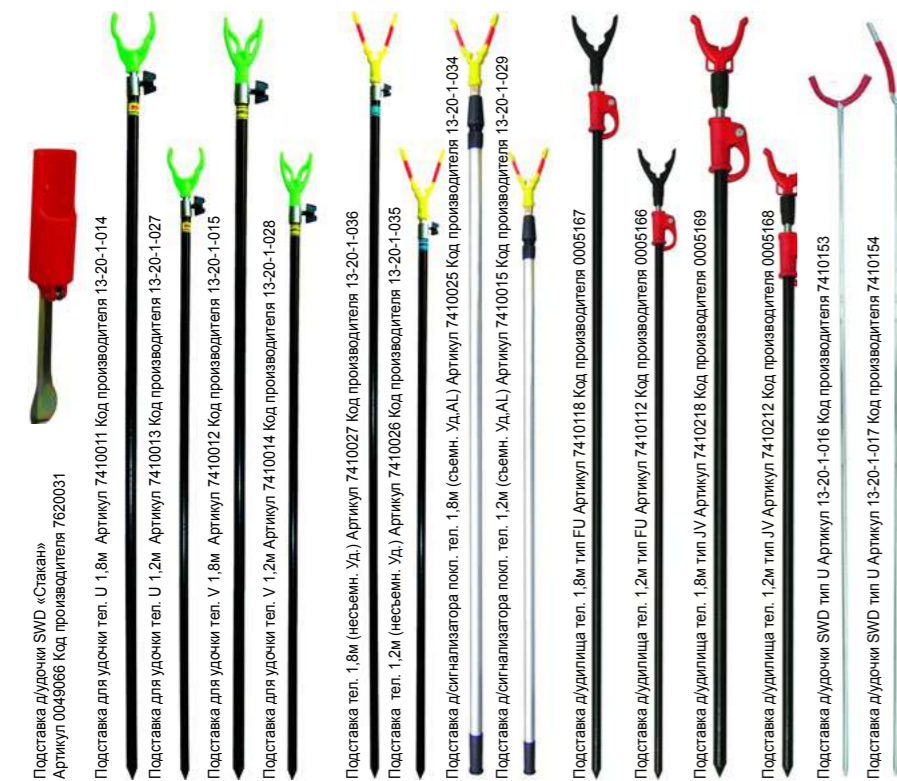 Подставка д/удочки SWD «Стакан»
Артикул 0049066 Код производителя 7620031
Подставка для удочки тел. U 1,8м Артикул 7410011 Код производителя 13-20-1-014
Подставка для удочки тел. U 1,2м Артикул 7410013 Код производителя 13-20-1-027
Подставка для удочки тел. V 1,8м Артикул 7410012 Код производителя 13-20-1-015
Подставка для удочки тел. V 1,2м Артикул 7410014 Код производителя 13-20-1-028
Подставка тел. 1,8м (несъемн. Уд.) Артикул 7410027 Код производителя 13-20-1-036
Подставка тел. 1,2м (несъемн. Уд.) Артикул 7410026 Код производителя 13-20-1-035
Подставка д/сигнализатора покл. тел. 1,8м (съемн. Уд,AL) Артикул 7410025 Код производителя 13-20-1-034
Подставка д/сигнализатора покл. тел. 1,2м (съемн. Уд,AL) Артикул 7410015 Код производителя 13-20-1-029
Подставка д/удилища тел. 1,8м тип FU Артикул 7410118 Код производителя 0005167
Подставка д/удилища тел. 1,2м тип FU Артикул 7410112 Код производителя 0005166
Подставка д/удилища тел. 1,8м тип JV Артикул 7410218 Код производителя 0005169
Подставка д/удилища тел. 1,2м тип JV Артикул 7410212 Код производителя 0005168
Подставка д/удочки SWD тип U Артикул 13-20-1-016 Код производителя 7410153
Подставка д/удочки SWD тип U Артикул 13-20-1-017 Код производителя 7410154